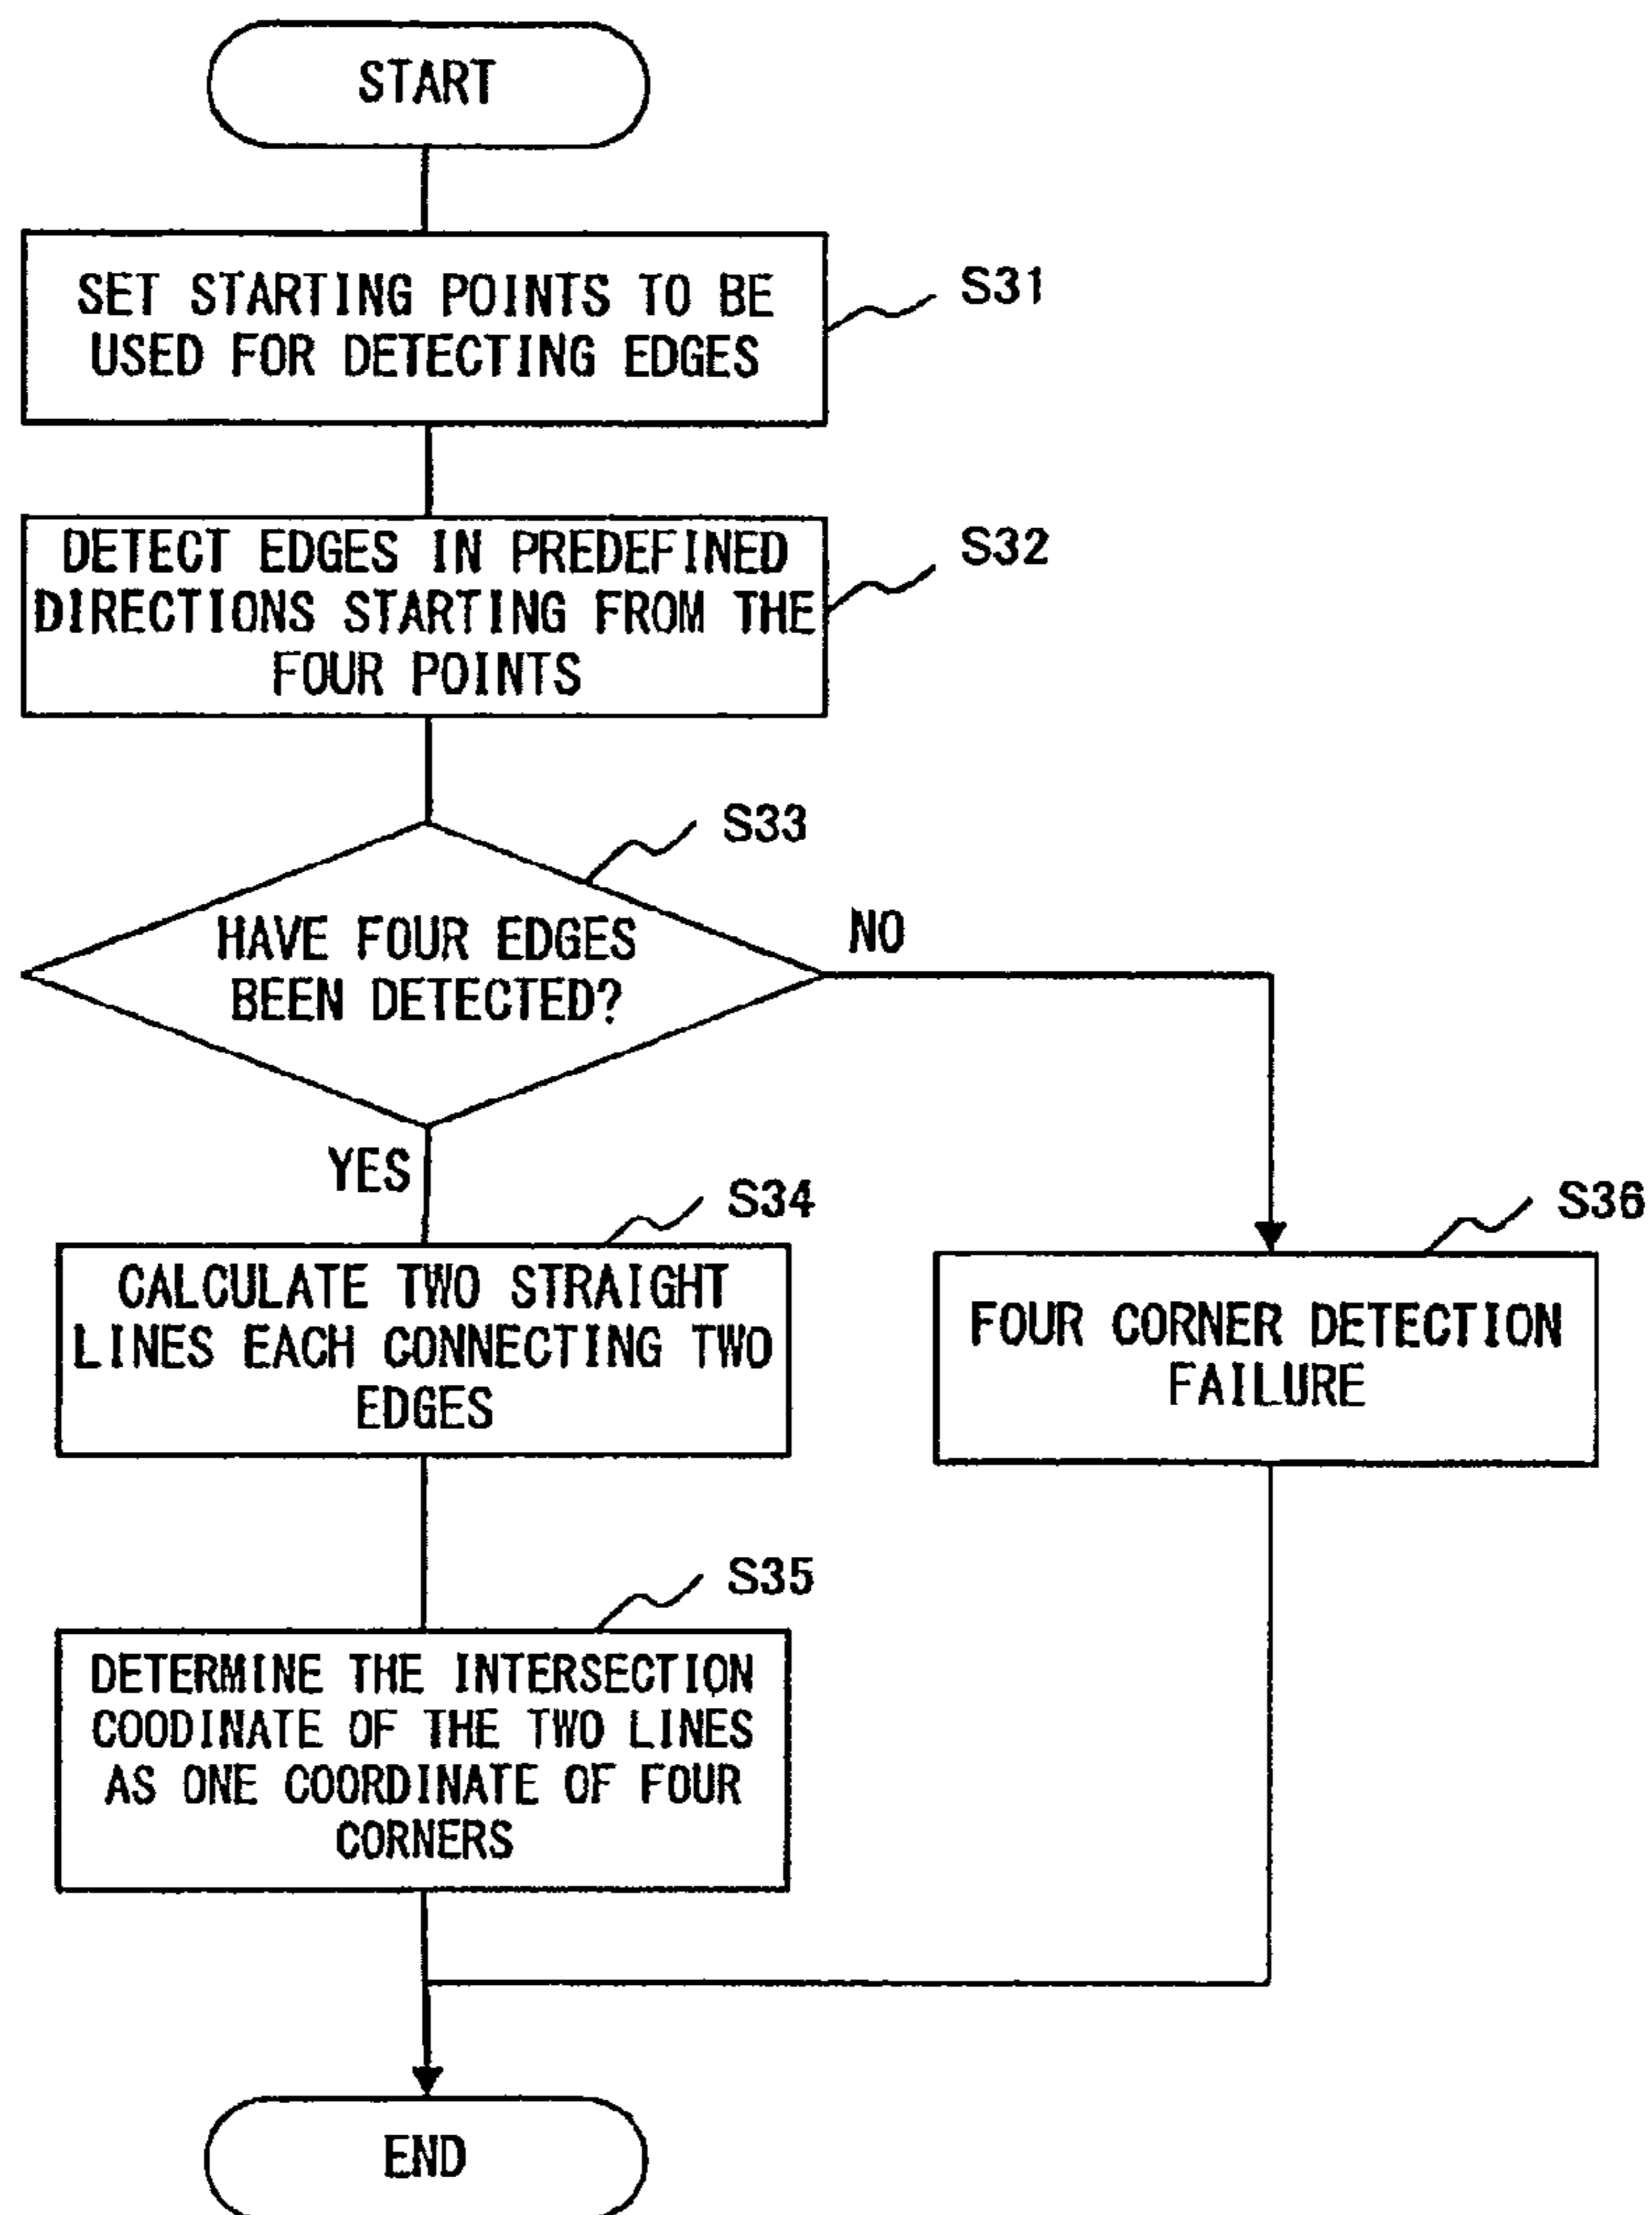 START
SET STARTING POINTS TO BE
USED FOR DETECTING EDGES
S31
DETECT EDGES IN PREDEFINED
DIRECTIONS STARTING FROM THE
FOUR POINTS
S32
S33
HAVE FOUR EDGES
BEEN DETECTED?
NO
YES
S34
CALCULATE TWO STRAIGHT
LINES EACH CONNECTING TWO
EDGES
S36
FOUR CORNER DETECTION
FAILURE
S35
DETERMINE THE INTERSECTION
COODINATE OF THE TWO LINES
AS ONE COORDINATE OF FOUR
CORNERS
END